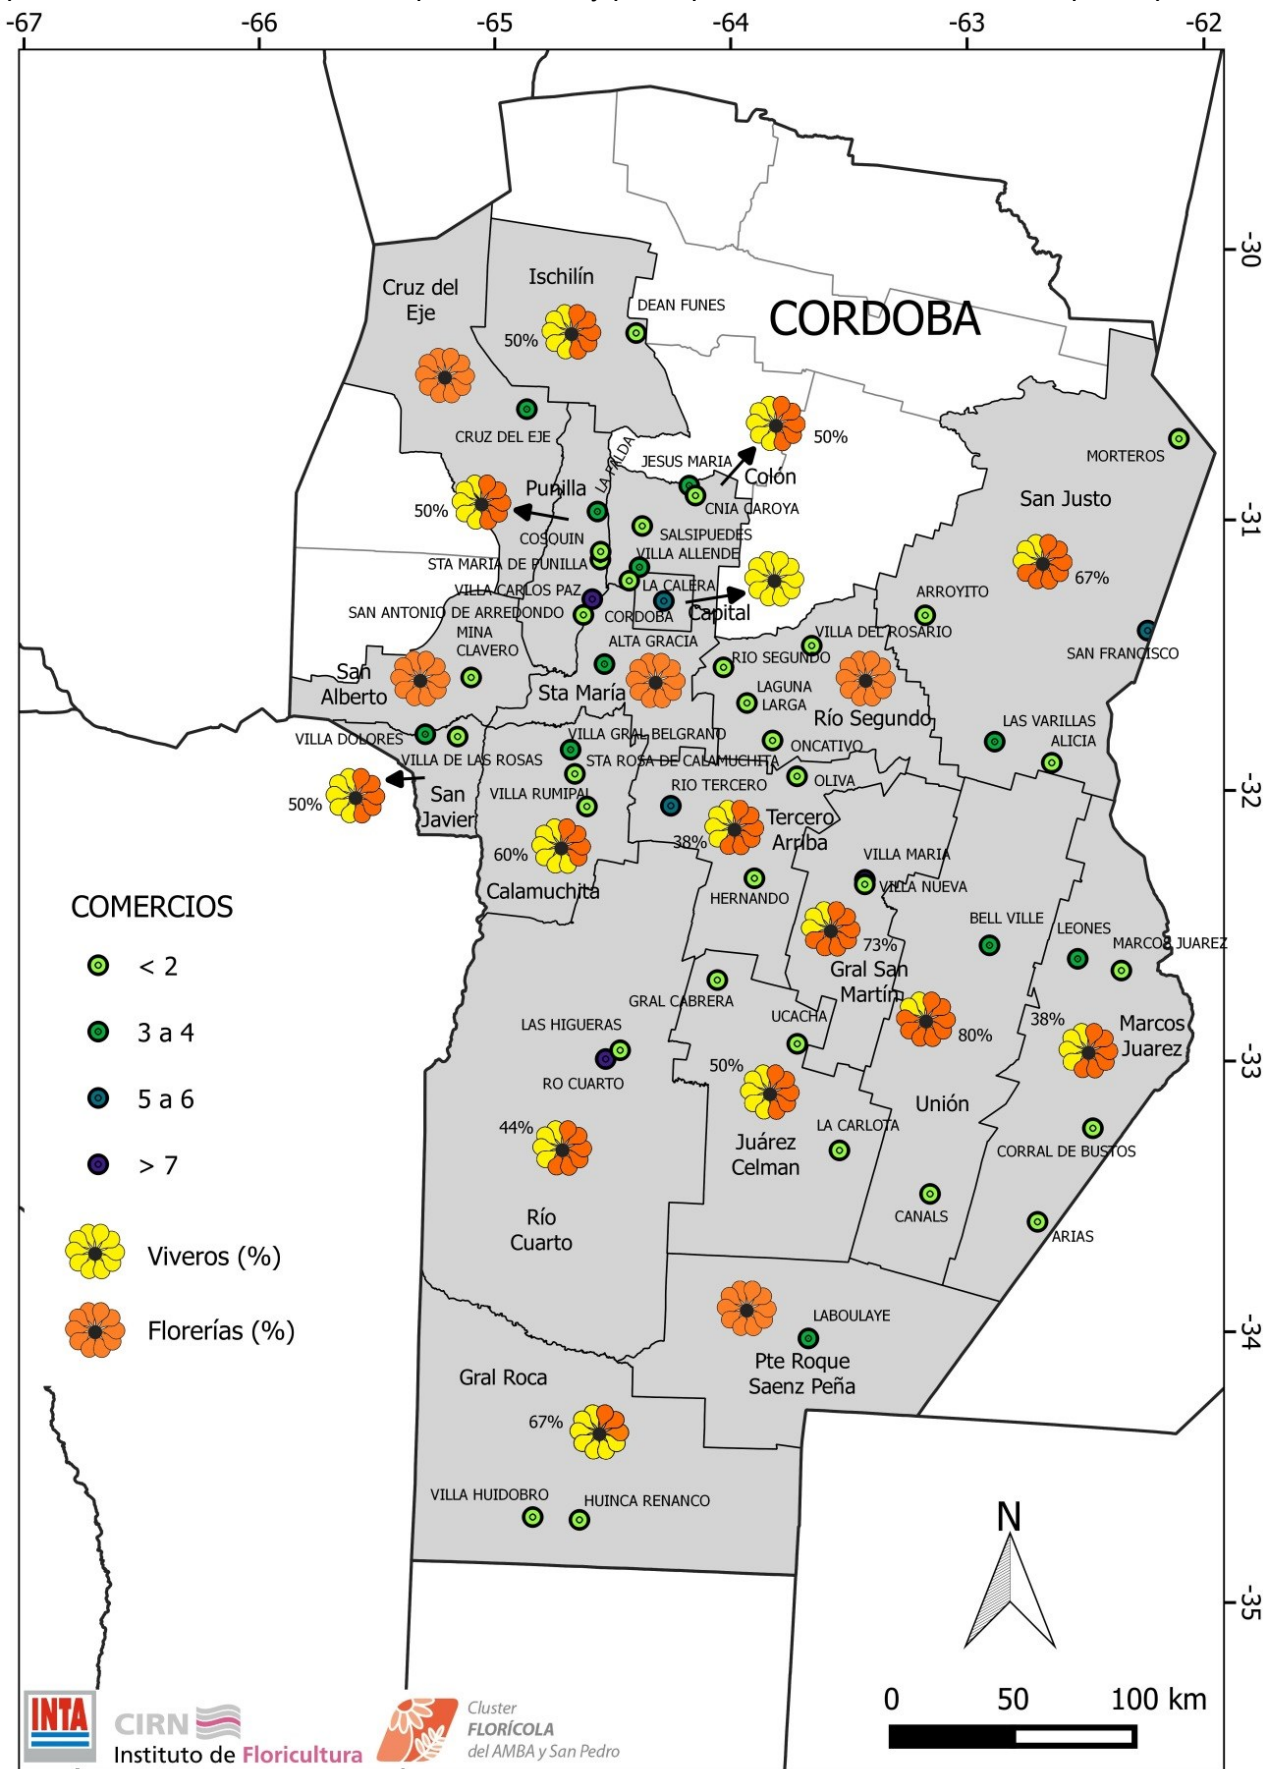 -67
-66
-65
-64
-63
-62
-30
-31
-32
-33
-34
-35
CORDOBA
Cruz del
Eje
Ischilín
DEAN FUNES
50%
CRUZ DEL EJE
LA FALDA
JESUS MARIA
50%
Colón
CNIA CAROYA
MORTEROS
San Justo
Punilla
50%
COSQUIN
SALSIPUEDES
STA MARIA DE PUNILLA
VILLA ALLENDE
VILLA CARLOS PAZ
LA CALERA
SAN ANTONIO DE ARREDONDO
CORDOBA
Capital
67%
ARROYITO
SAN FRANCISCO
MINA
CLAVERO
ALTA GRACIA
VILLA DEL ROSARIO
RIO SEGUNDO
San
Alberto
Sta María
LAGUNA
LARGA
Río Segundo
LAS VARILLAS
ALICIA
VILLA DOLORES
VILLA GRAL BELGRANO
ONCATIVO
VILLA DE LAS ROSAS
STA ROSA DE CALAMUCHITA
OLIVA
50%
San
Javier
VILLA RUMIPAL
RIO TERCERO
Tercero
Arriba
38%
60%
Calamuchita
VILLA MARIA
VILLA NUEVA
HERNANDO
73%
Gral San
Martín
BELL VILLE
LEONES
MARCOS JUAREZ
GRAL CABRERA
UCACHA
80%
38%
Marcos
Juarez
LAS HIGUERAS
RO CUARTO
50%
Unión
44%
Juárez
Celman
LA CARLOTA
CORRAL DE BUSTOS
Río
Cuarto
CANALS
ARIAS
LABOULAYE
Pte Roque
Saenz Peña
Gral Roca
67%
VILLA HUIDOBRO
HUINCA RENANCO
COMERCIOS
< 2
3 a 4
5 a 6
> 7
Viveros (%)
Florerías (%)
N
0 50 100 km
INTA
CIRN
Instituto de Floricultura
Cluster
FLORÍCOLA
del AMBA y San Pedro